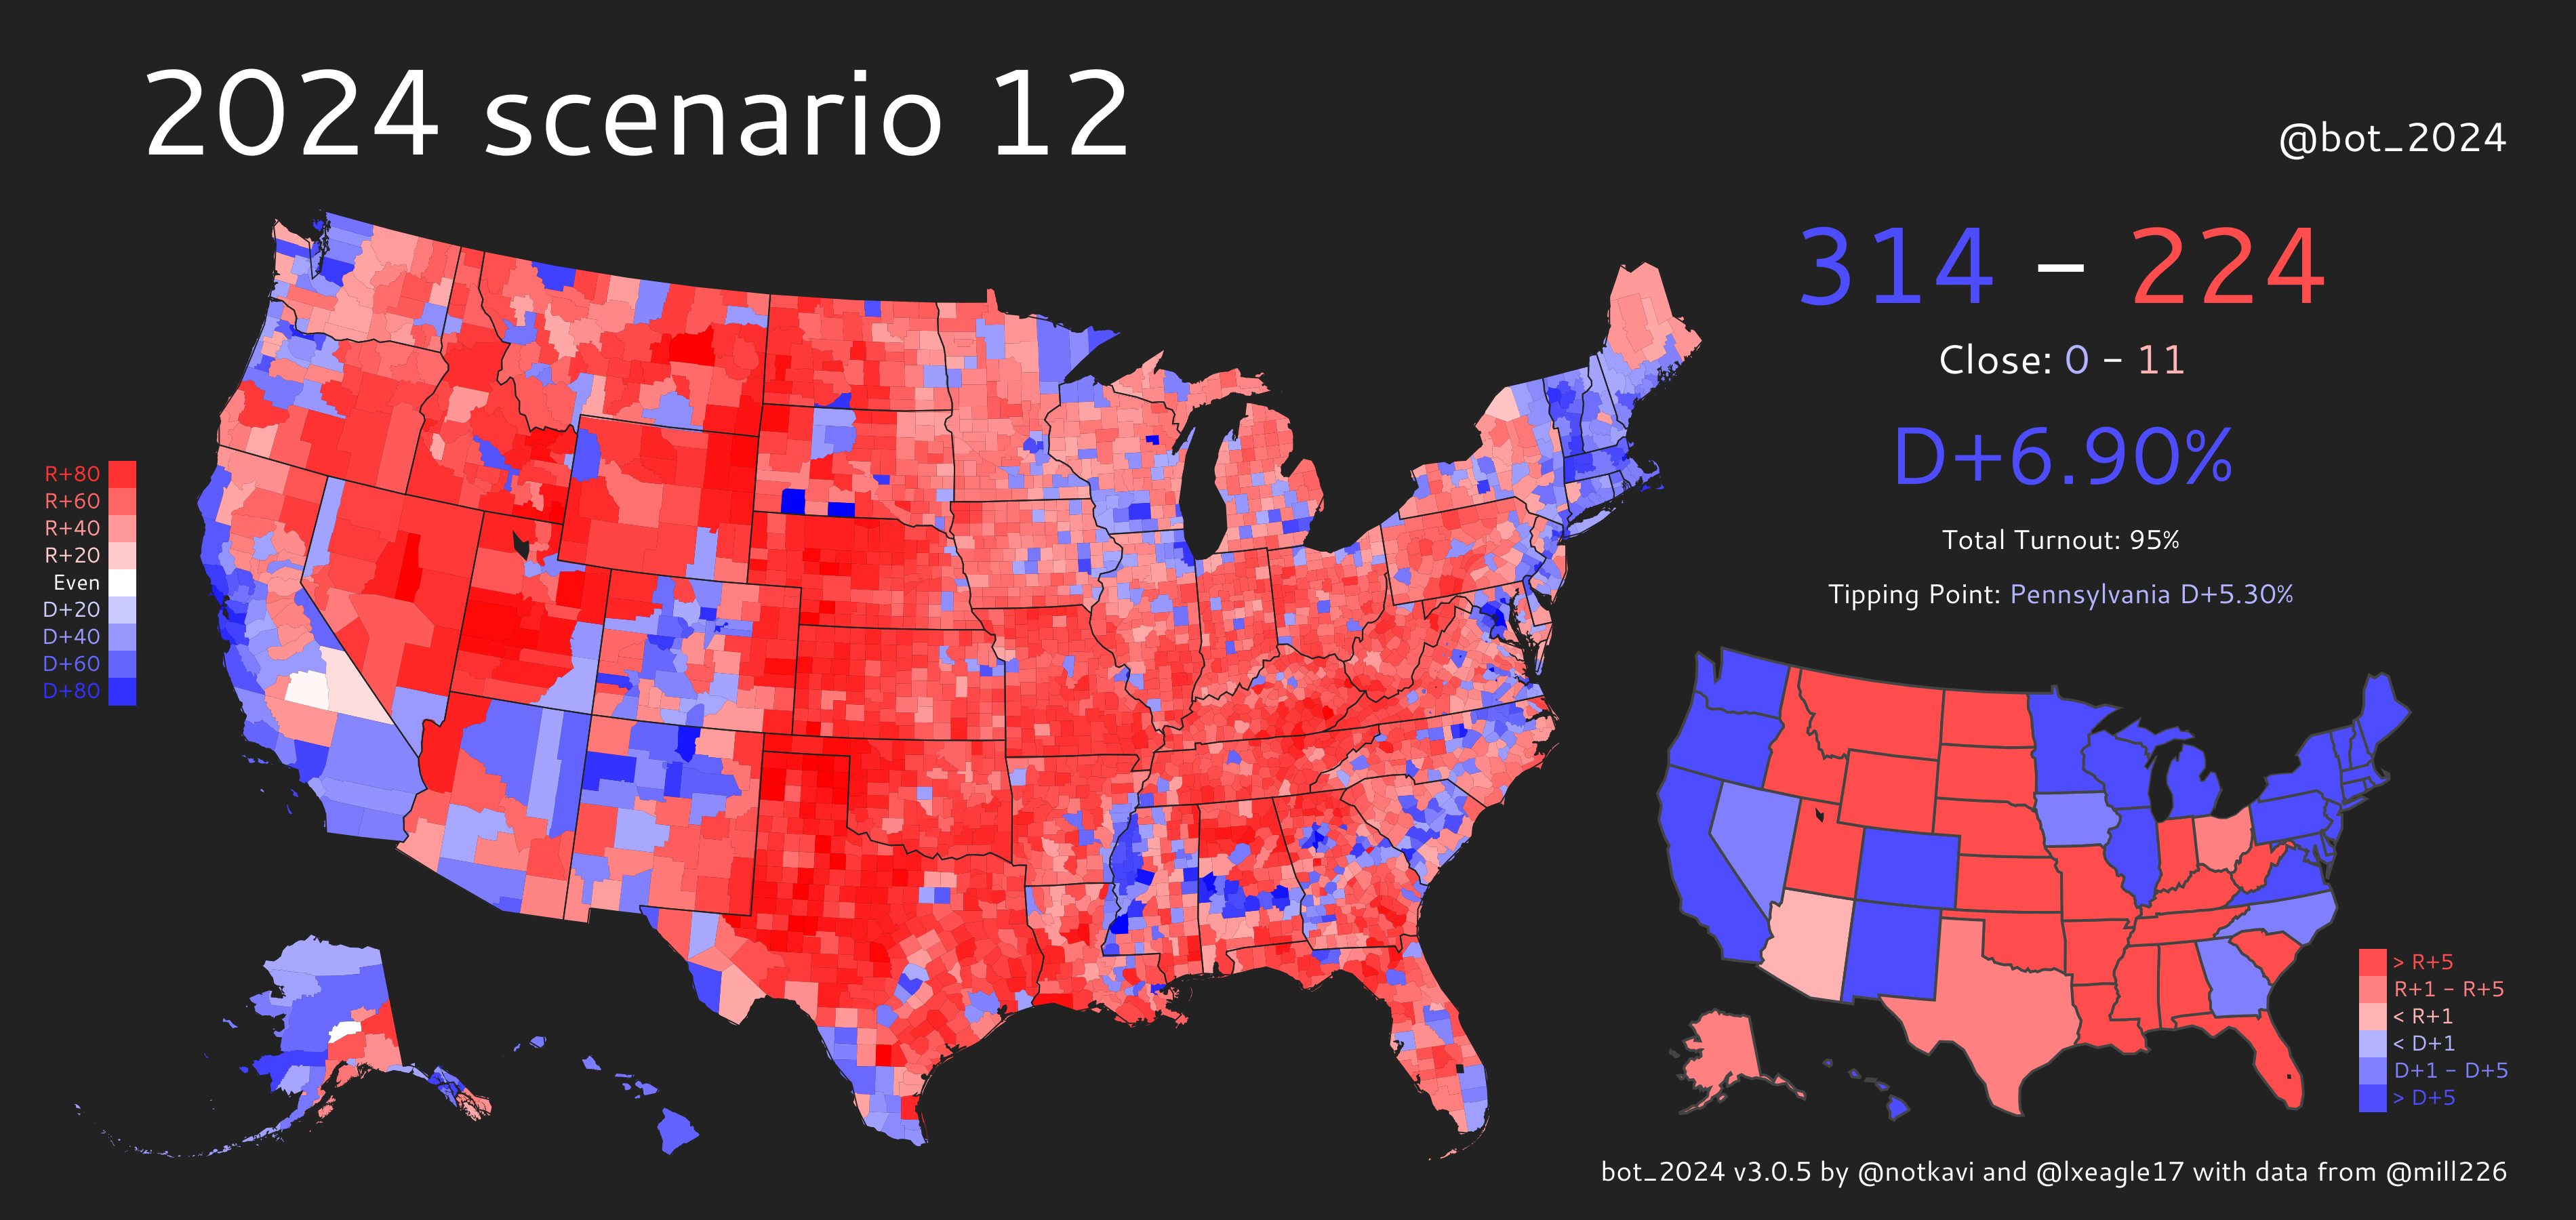 2024 scenario 12
@bot_2024
314 – 224
Close: 0 – 11
D+6.90%
Total Turnout: 95%
Tipping Point: Pennsylvania D+5.30%
R+80
R+60
R+40
R+20
Even
D+20
D+40
D+60
D+80
> R+5
R+1 - R+5
< R+1
< D+1
D+1 - D+5
> D+5
bot_2024 v3.0.5 by @notkavi and @lxeagle17 with data from @mill226